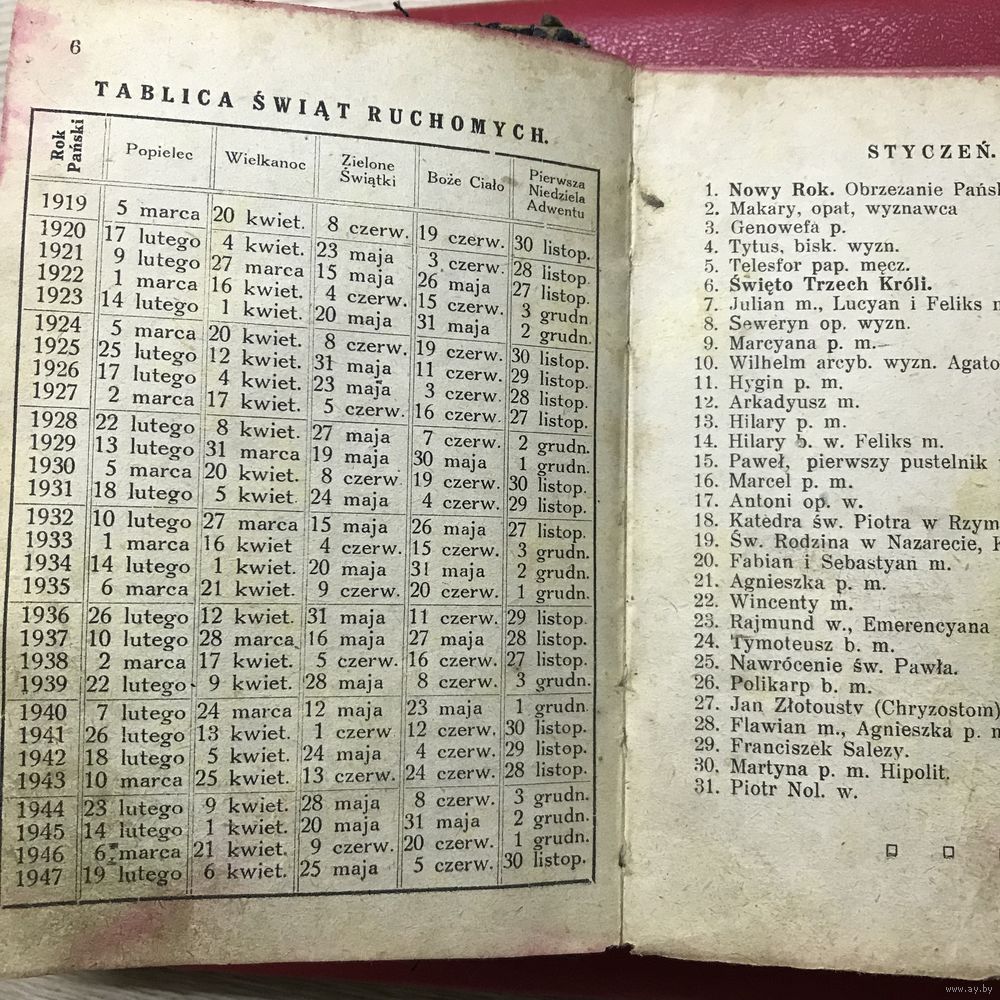 6
TABLICA ŚWIĄT RUCHOMYCH.
Rok Pański Popielec Wielkanoc Zielone Świątki Boże Ciało Pierwsza Niedziela Adwentu
1919 5 marca 20 kwiet. 8 czerw. 19 czerw. 30 listop.
1920 17 lutego 4 kwiet. 23 maja 3 czerw. 28 listop.
1921 9 lutego 27 marca 15 maja 26 maja 27 listop.
1922 1 marca 16 kwiet. 4 czerw. 15 czerw. 3 grudn.
1923 14 lutego 1 kwiet. 20 maja 31 maja 2 grudn.
1924 5 marca 20 kwiet. 8 czerw. 19 czerw. 30 listop.
1925 25 lutego 12 kwiet. 31 maja 11 czerw. 29 listop.
1926 17 lutego 4 kwiet. 23 maja 3 czerw. 28 listop.
1927 2 marca 17 kwiet. 5 czerw. 16 czerw. 27 listop.
1928 22 lutego 8 kwiet. 27 maja 7 czerw. 2 grudn.
1929 13 lutego 31 marca 19 maja 30 maja 1 grudn.
1930 5 marca 20 kwiet. 8 czerw. 19 czerw. 30 listop.
1931 18 lutego 5 kwiet. 24 maja 4 czerw. 29 listop.
1932 10 lutego 27 marca 15 maja 26 maja 27 listop.
1933 1 marca 16 kwiet 4 czerw. 15 czerw. 3 grudn.
1934 14 lutego 1 kwiet. 20 maja 31 maja 2 grudn.
1935 6 marca 21 kwiet. 9 czerw. 20 czerw. 1 grudn.
1936 26 lutego 12 kwiet. 31 maja 11 czerw. 29 listop.
1937 10 lutego 28 marca 16 maja 27 maja 28 listop.
1938 2 marca 17 kwiet. 5 czerw. 16 czerw. 27 listop.
1939 22 lutego 9 kwiet. 28 maja 8 czerw. 3 grudn.
1940 7 lutego 24 marca 12 maja 23 maja 1 grudn.
1941 26 lutego 13 kwiet. 1 czerw 12 czerw. 30 listop.
1942 18 lutego 5 kwiet. 24 maja 4 czerw. 29 listop.
1943 10 marca 25 kwiet. 13 czerw. 24 czerw. 28 listop.
1944 23 lutego 9 kwiet. 28 maja 8 czerw. 3 grudn.
1945 14 lutego 1 kwiet. 20 maja 31 maja 2 grudn.
1946 6 marca 21 kwiet. 9 czerw. 20 czerw. 1 grudn.
1947 19 lutego 6 kwiet. 25 maja 5 czerw. 30 listop.
STYCZEŃ.
1. Nowy Rok. Obrzezanie Pańsk
2. Makary, opat, wyznawca
3. Genowefa p.
4. Tytus, bisk. wyzn.
5. Telesfor pap. męcz.
6. Święto Trzech Króli.
7. Julian m., Lucyan i Feliks m
8. Seweryn op. wyzn.
9. Marcyana p. m.
10. Wilhelm arcyb. wyzn. Agato
11. Hygin p. m.
12. Arkadyusz m.
13. Hilary p. m.
14. Hilary b. w. Feliks m.
15. Paweł, pierwszy pustelnik
16. Marcel p. m.
17. Antoni op. w.
18. Katedra św. Piotra w Rzym
19. Św. Rodzina w Nazarecie, K
20. Fabian i Sebastyan m.
21. Agnieszka p. m.
22. Wincenty m.
23. Rajmund w., Emerencyana
24. Tymoteusz b. m.
25. Nawrócenie św. Pawła.
26. Polikarp b. m.
27. Jan Złotousty (Chryzostom)
28. Flawian m., Agnieszka p. m
29. Franciszek Salezy.
30. Martyna p. m. Hipolit.
31. Piotr Nol. w.
www.ay.by